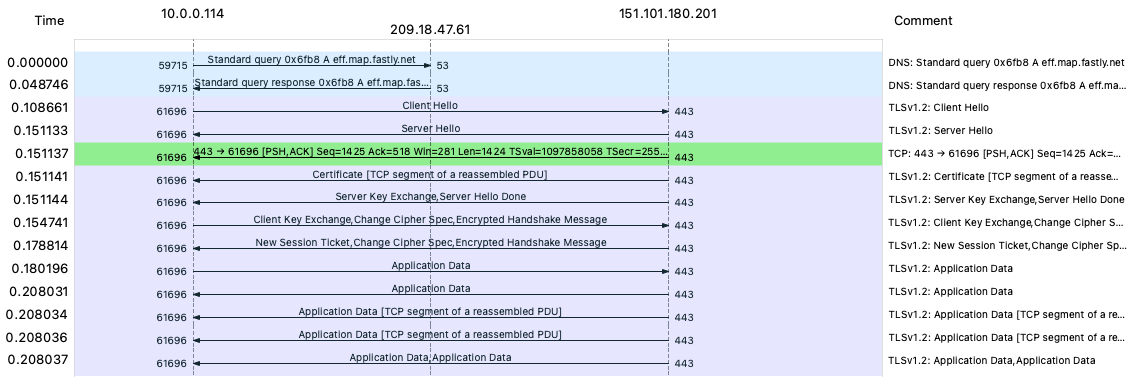 Time 10.0.0.114 151.101.180.201 Comment
209.18.47.61
0.000000 59715 Standard query 0x6fb8 A eff.map.fastly.net 53 DNS: Standard query 0x6fb8 A eff.map.fastly.net
0.048746 59715 Standard query response 0x6fb8 A eff.map.fas... 53 DNS: Standard query response 0x6fb8 A eff.ma...
0.108661 61696 Client Hello 443 TLSv1.2: Client Hello
0.151133 61696 Server Hello 443 TLSv1.2: Server Hello
0.151137 61696 443 → 61696 [PSH,ACK] Seq=1425 Ack=518 Win=281 Len=1424 TSval=1097858058 TSecr=255... 443 TCP: 443 → 61696 [PSH,ACK] Seq=1425 Ack=...
0.151141 61696 Certificate [TCP segment of a reassembled PDU] 443 TLSv1.2: Certificate [TCP segment of a reasse...
0.151144 61696 Server Key Exchange,Server Hello Done 443 TLSv1.2: Server Key Exchange,Server Hello Done
0.154741 61696 Client Key Exchange,Change Cipher Spec,Encrypted Handshake Message 443 TLSv1.2: Client Key Exchange,Change Cipher S...
0.178814 61696 New Session Ticket,Change Cipher Spec,Encrypted Handshake Message 443 TLSv1.2: New Session Ticket,Change Cipher Sp...
0.180196 61696 Application Data 443 TLSv1.2: Application Data
0.208031 61696 Application Data 443 TLSv1.2: Application Data
0.208034 61696 Application Data [TCP segment of a reassembled PDU] 443 TLSv1.2: Application Data [TCP segment of a re...
0.208036 61696 Application Data [TCP segment of a reassembled PDU] 443 TLSv1.2: Application Data [TCP segment of a re...
0.208037 61696 Application Data,Application Data 443 TLSv1.2: Application Data,Application Data